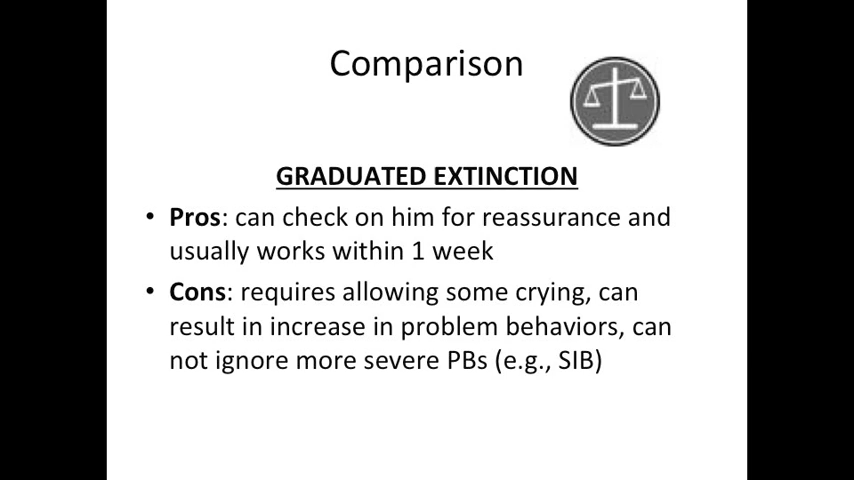 Comparison
GRADUATED EXTINCTION
• Pros: can check on him for reassurance and
usually works within 1 week
• Cons: requires allowing some crying, can
result in increase in problem behaviors, can
not ignore more severe PBs (e.g., SIB)